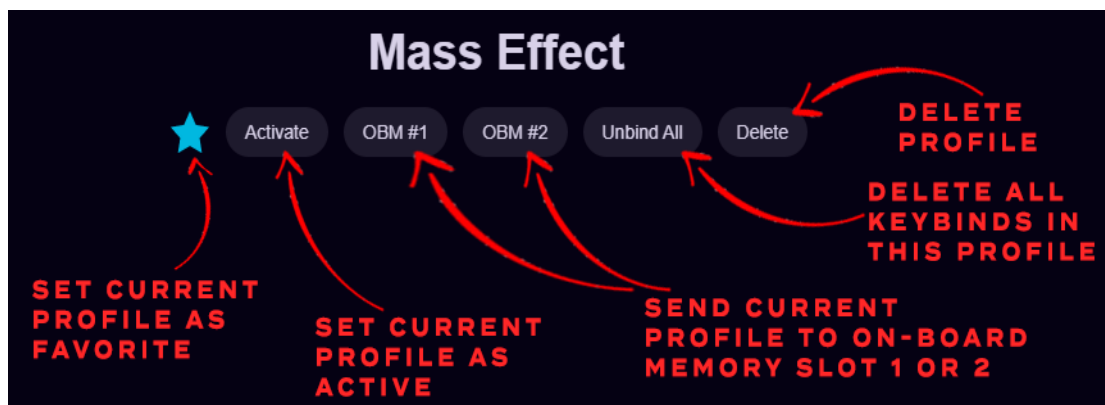 Mass Effect
Activate
OBM #1
OBM #2
Unbind All
Delete
DELETE
PROFILE
DELETE ALL
KEYBINDS IN
THIS PROFILE
SET CURRENT
PROFILE AS
FAVORITE
SET CURRENT
PROFILE AS
ACTIVE
SEND CURRENT
PROFILE TO ON-BOARD
MEMORY SLOT 1 OR 2